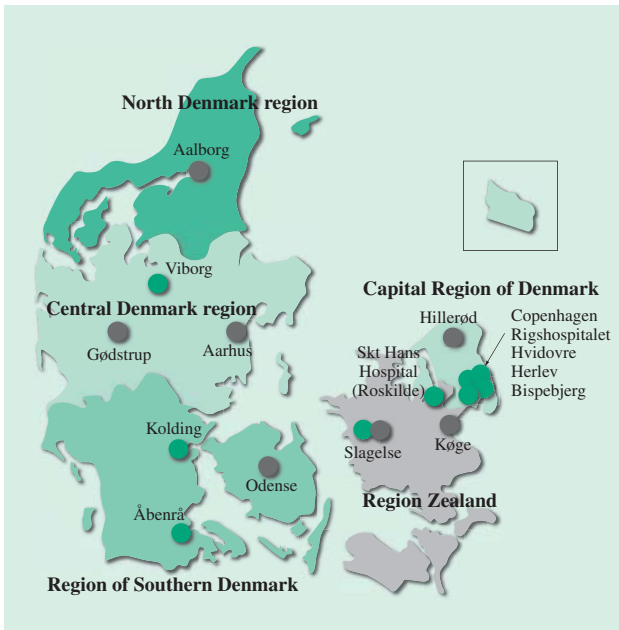 North Denmark region
Aalborg
Viborg
Central Denmark region
Gødstrup
Aarhus
Kolding
Odense
Åbenrå
Region of Southern Denmark
Capital Region of Denmark
Hillerød
Copenhagen
Rigshospitalet
Hvidovre
Herlev
Bispebjerg
Skt Hans
Hospital
(Roskilde)
Slagelse
Køge
Region Zealand